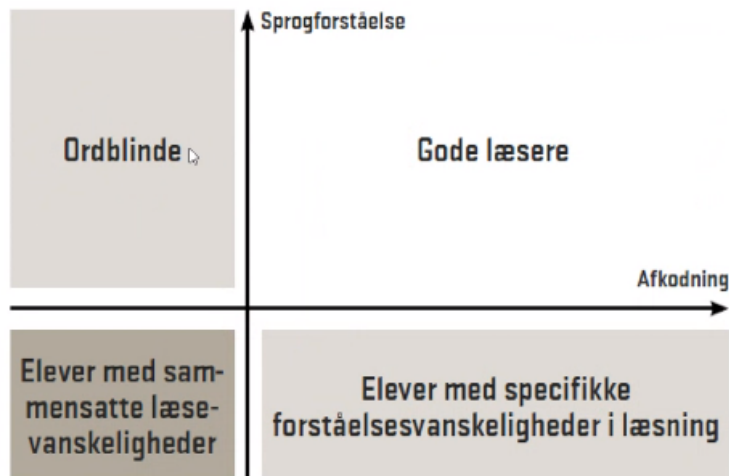 Sprogforståelse
Ordblinde
Gode læsere
Afkodning
Elever med sam-
mensatte læse-
vanskeligheder
Elever med specifikke
forståelsesvanskeligheder i læsning